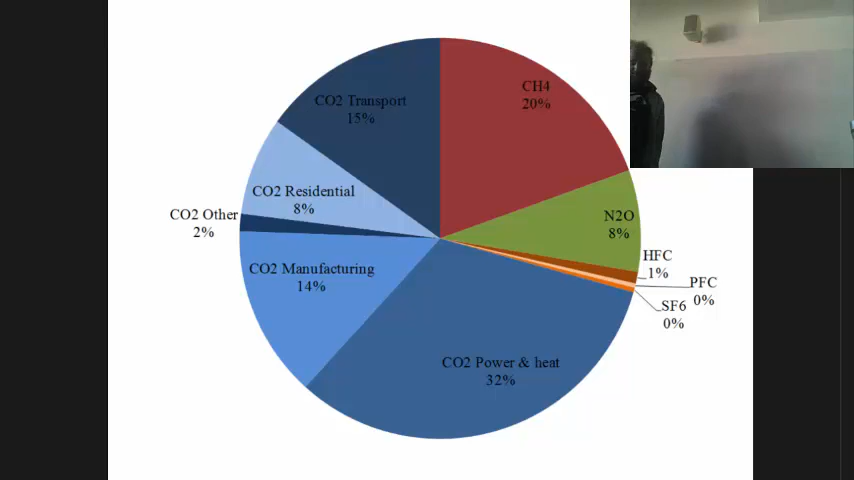 CH4
20%
CO2 Transport
15%
CO2 Residential
8%
N2O
8%
CO2 Other
2%
HFC
1%
CO2 Manufacturing
14%
PFC
0%
SF6
0%
CO2 Power & heat
32%